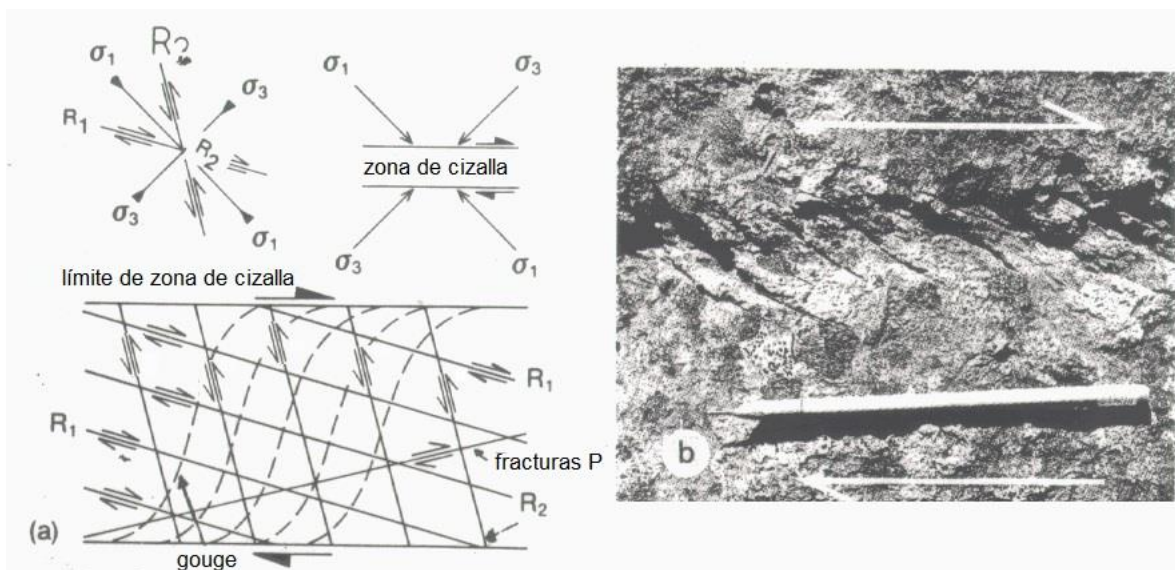 R₂
σ₁
σ₃
R₁
R₂
σ₃
σ₁
σ₁
σ₃
zona de cizalla
σ₃
σ₁
límite de zona de cizalla
R₁
R₁
fracturas P
R₂
(a)
gouge
b